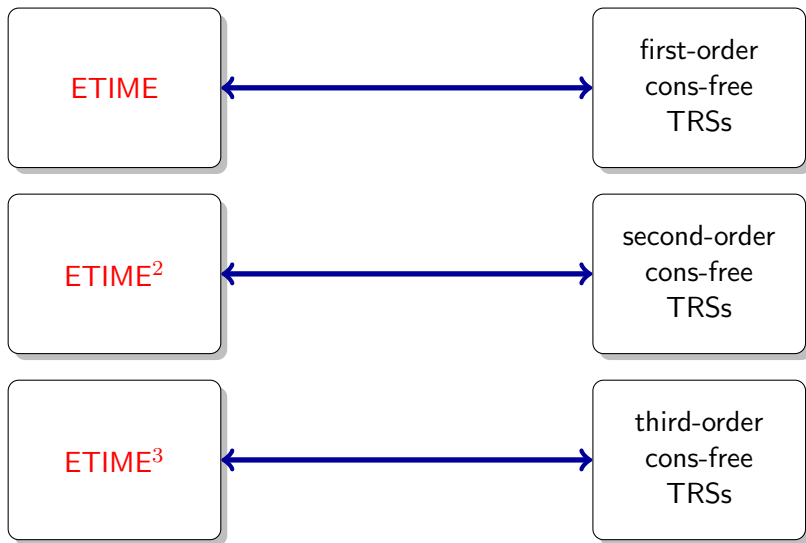 ETIME
first-order
cons-free
TRSs
ETIME²
second-order
cons-free
TRSs
ETIME³
third-order
cons-free
TRSs